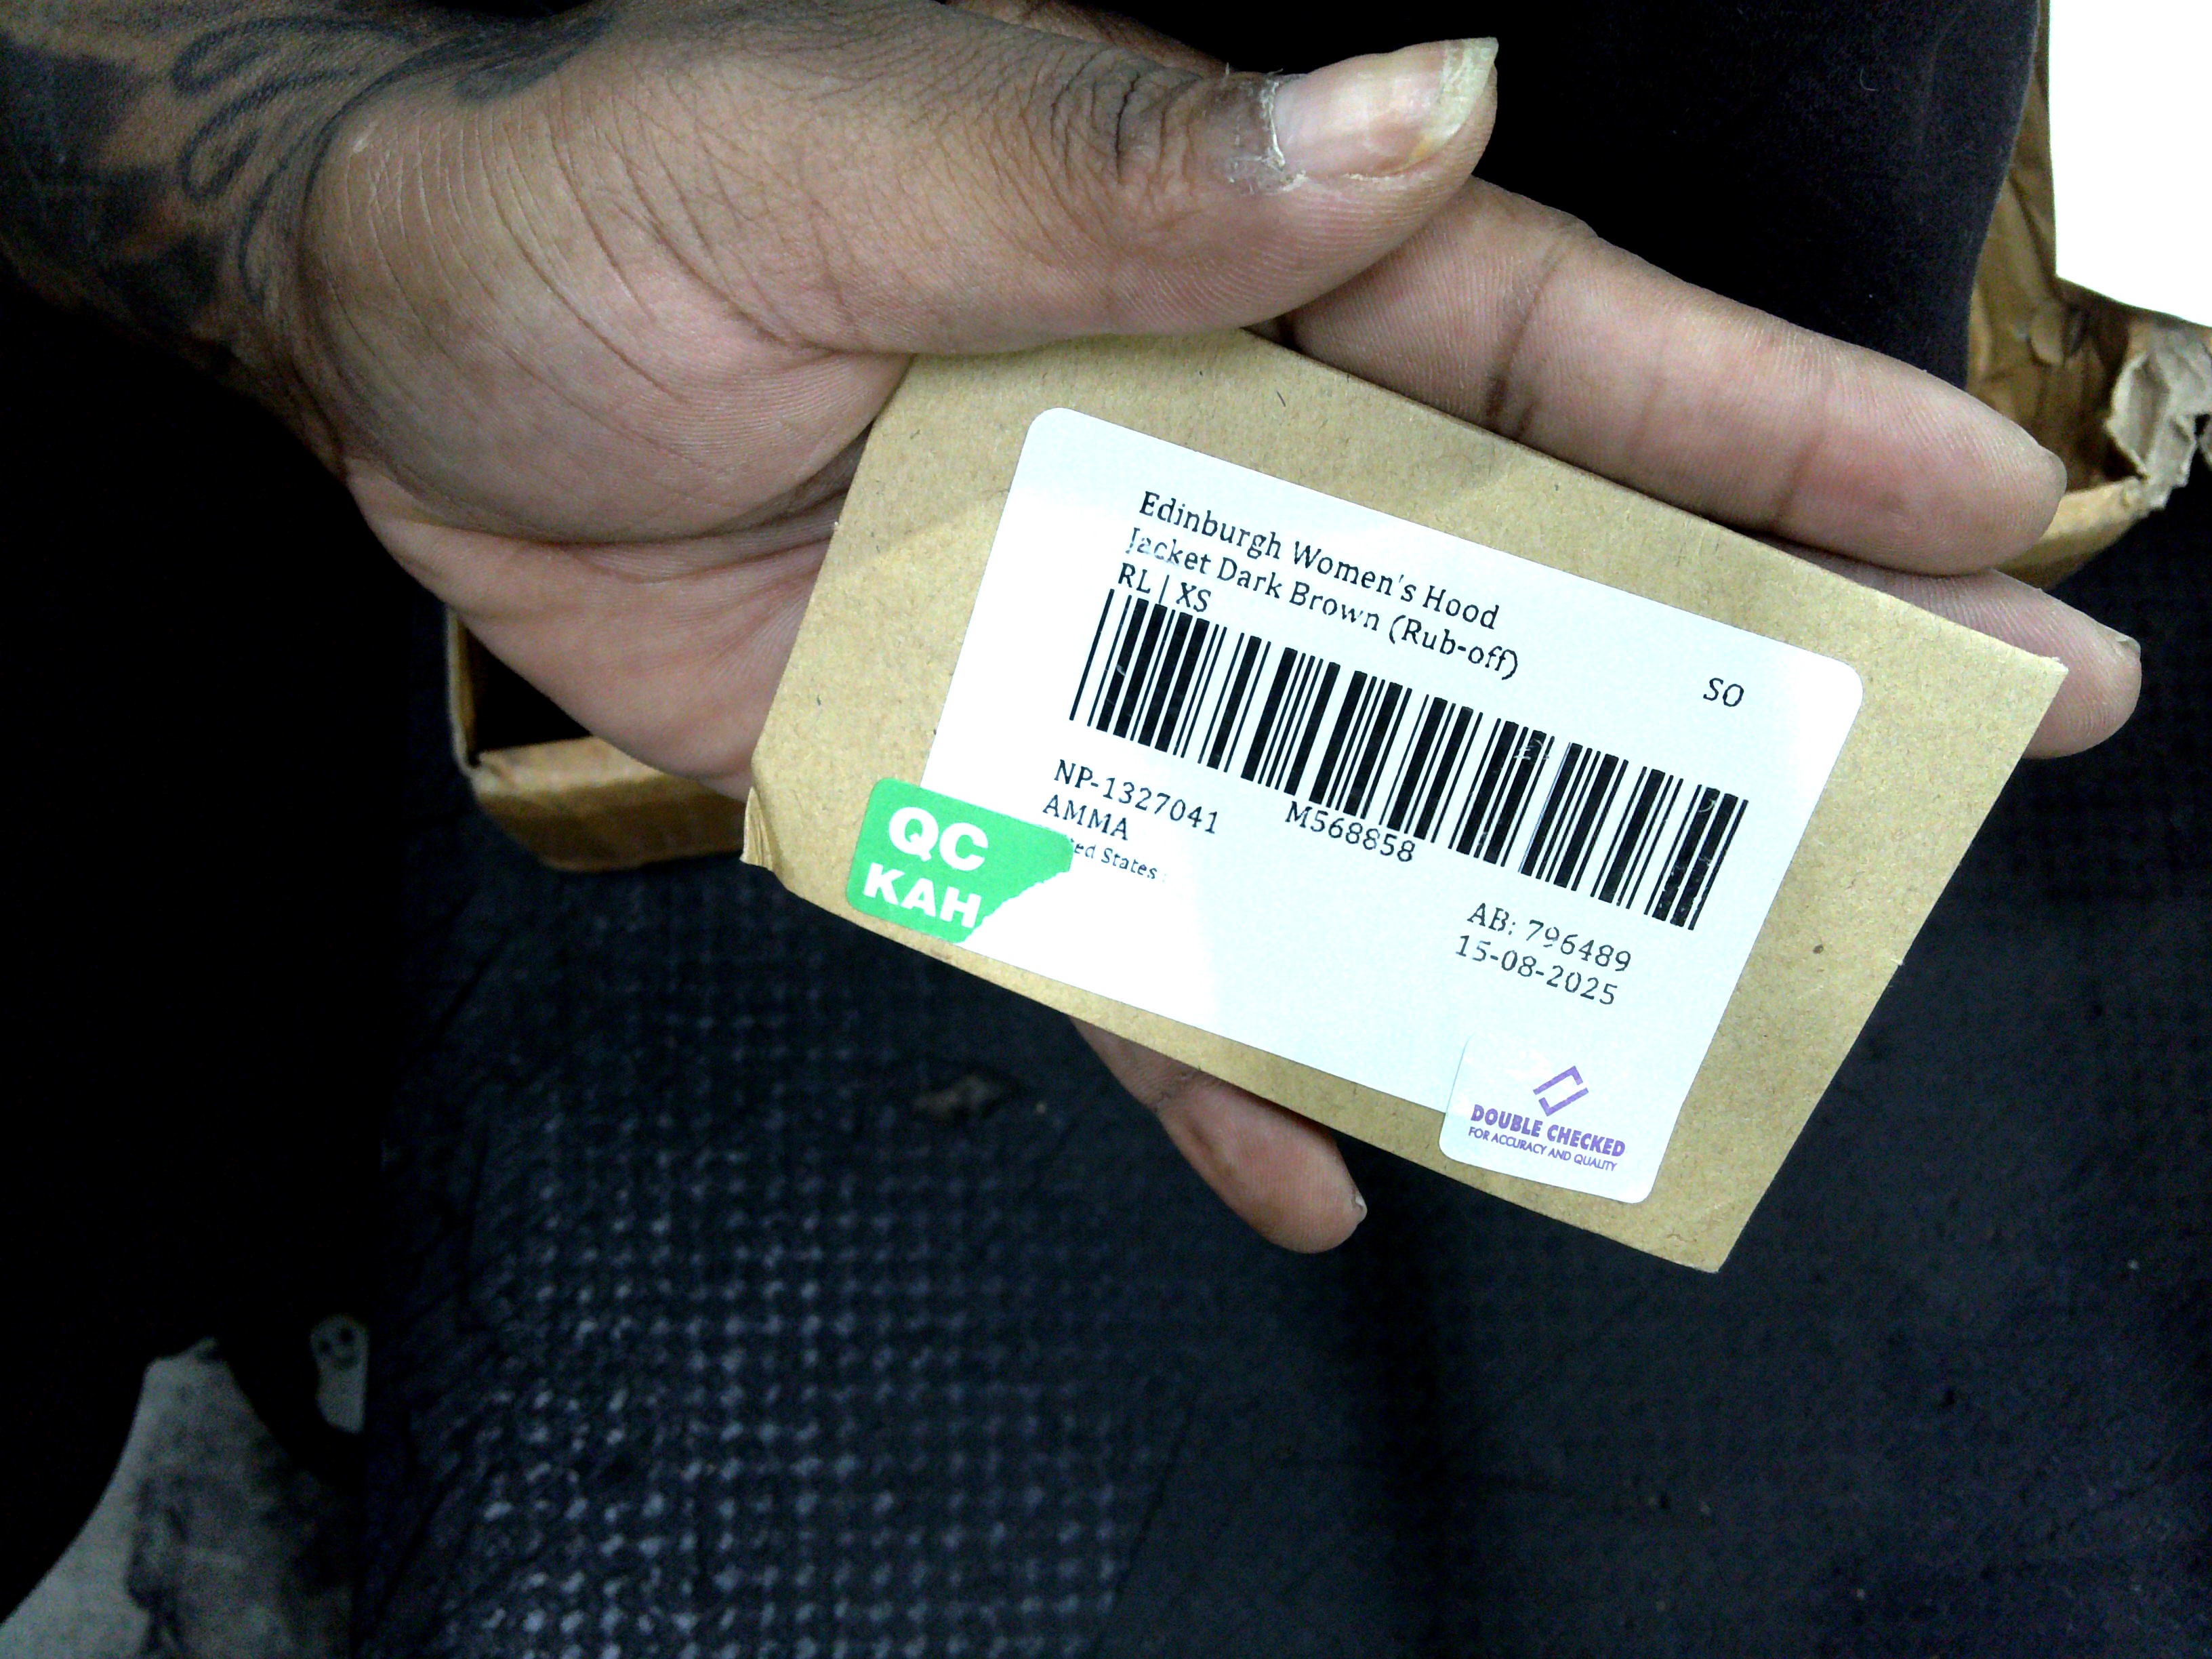 Edinburgh Women's Hood
Jacket Dark Brown (Rub-off)
RL | XS
SO
NP-1327041
M568858
AMMA
States
QC
KAH
AB: 796489
15-08-2025
DOUBLE CHECKED
FOR ACCURACY AND QUALITY